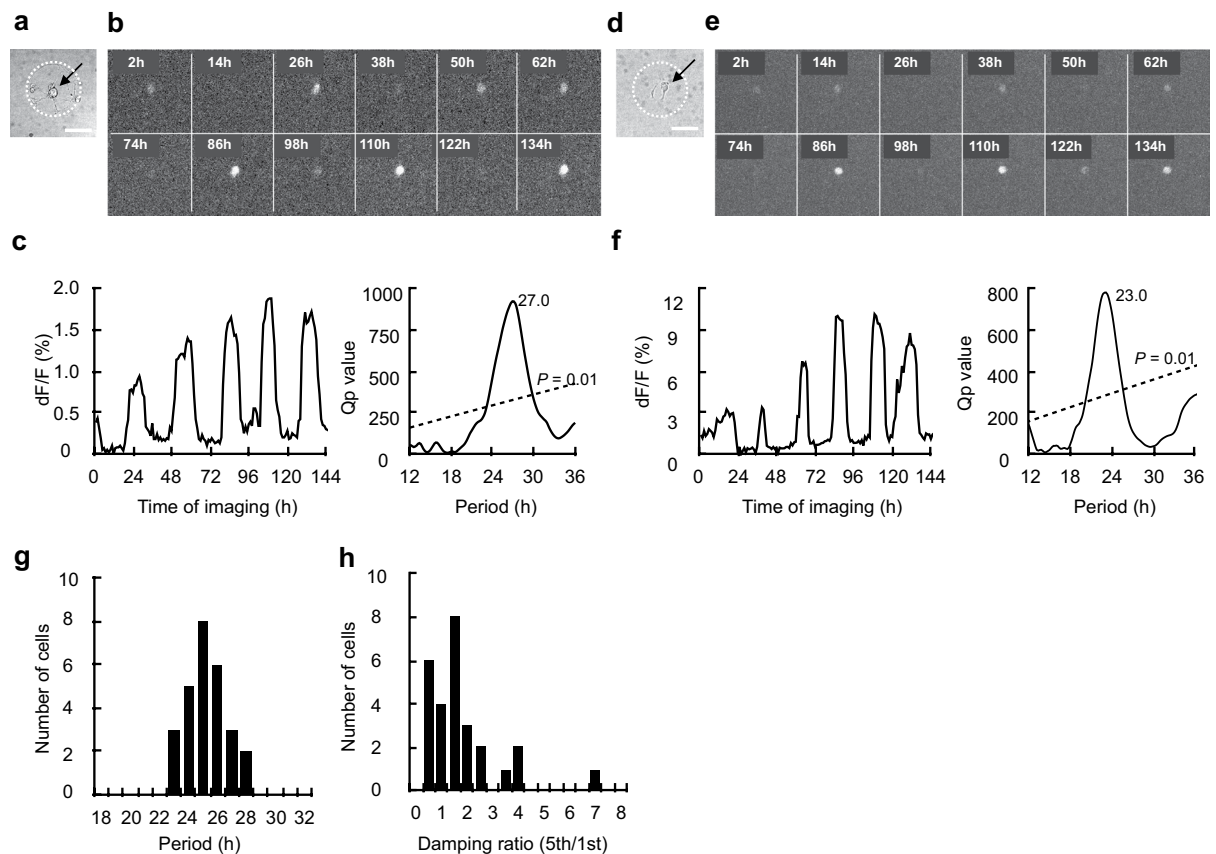 a b d e
2h 14h 26h 38h 50h 62h
74h 86h 98h 110h 122h 134h
2h 14h 26h 38h 50h 62h
74h 86h 98h 110h 122h 134h
c
dF/F (%)
2.0
1.5
1.0
0.5
0
0 24 48 72 96 120 144
Time of imaging (h)
Qp value
1000
750
500
250
0
27.0
P = 0.01
12 18 24 30 36
Period (h)
f
dF/F (%)
12
9
6
3
0
0 24 48 72 96 120 144
Time of imaging (h)
Qp value
800
600
400
200
0
23.0
P = 0.01
12 18 24 30 36
Period (h)
g
Number of cells
10
8
6
4
2
0
18 20 22 24 26 28 30 32
Period (h)
h
Number of cells
10
8
6
4
2
0
0 1 2 3 4 5 6 7 8
Damping ratio (5th/1st)